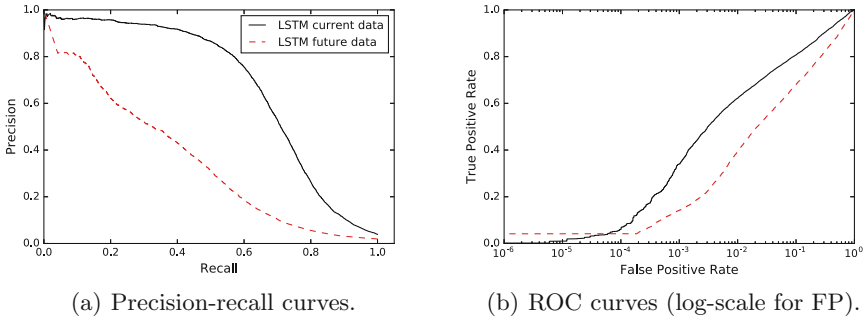 1.0
0.8
0.6
0.4
0.2
0.0
Precision
0.0 0.2 0.4 0.6 0.8 1.0
Recall
LSTM current data
LSTM future data
(a) Precision-recall curves.
1.0
0.8
0.6
0.4
0.2
0.0
True Positive Rate
10^-6 10^-5 10^-4 10^-3 10^-2 10^-1 10^0
False Positive Rate
(b) ROC curves (log-scale for FP).